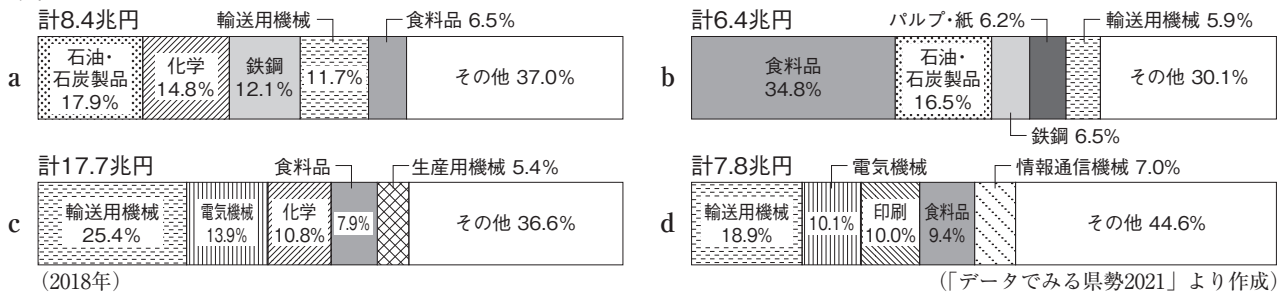 計8.4兆円
輸送用機械
食料品 6.5%
a
石油・
石炭製品
17.9%
化学
14.8%
鉄鋼
12.1%
11.7%
その他 37.0%
計6.4兆円
パルプ・紙 6.2%
輸送用機械 5.9%
b
食料品
34.8%
石油・
石炭製品
16.5%
その他 30.1%
鉄鋼 6.5%
計17.7兆円
食料品
生産用機械 5.4%
c
輸送用機械
25.4%
電気機械
13.9%
化学
10.8%
7.9%
その他 36.6%
計7.8兆円
電気機械
情報通信機械 7.0%
d
輸送用機械
18.9%
10.1%
印刷
10.0%
食料品
9.4%
その他 44.6%
(2018年)
(「データでみる県勢2021」より作成)